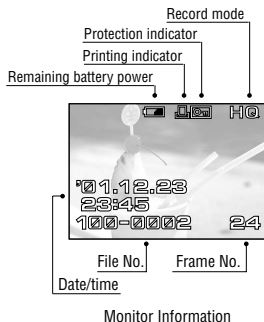 Record mode
Protection indicator
Printing indicator
Remaining battery power
HQ
'01.12.23
23:45
100-0002 24
File No. Frame No.
Date/time
Monitor Information